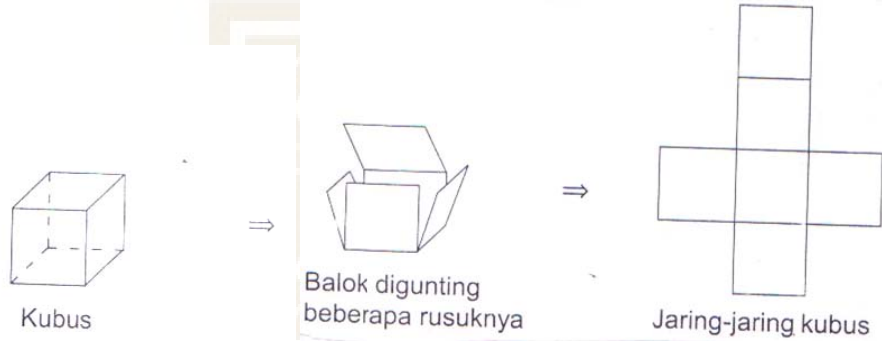 Kubus
Balok digunting
beberapa rusuknya
Jaring-jaring kubus